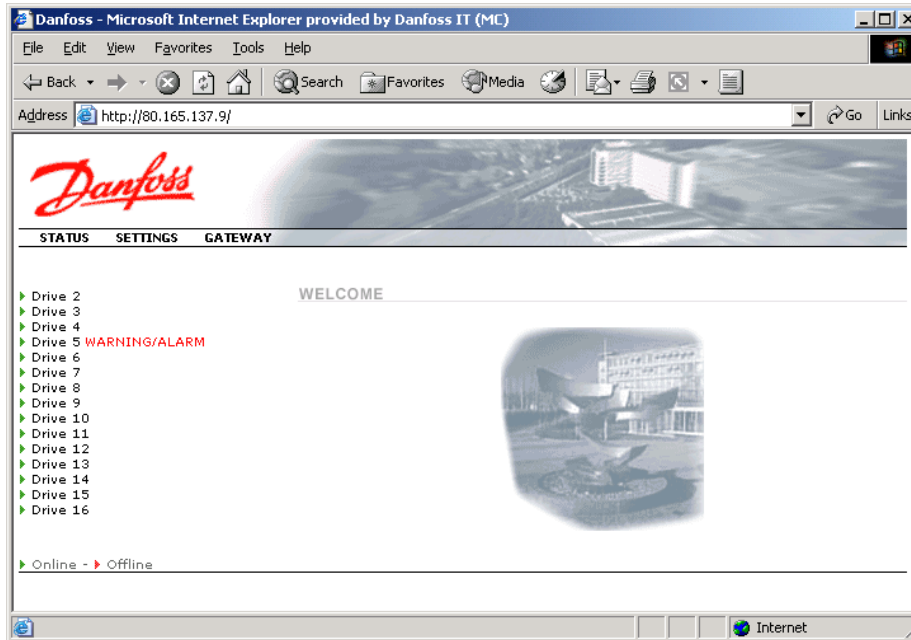 Danfoss - Microsoft Internet Explorer provided by Danfoss IT (MC)
File Edit View Favorites Tools Help
Back Search Favorites Media
Address http://80.165.137.9/ Go Links
Danfoss
STATUS SETTINGS GATEWAY
WELCOME
Drive 2
Drive 3
Drive 4
Drive 5 WARNING/ALARM
Drive 6
Drive 7
Drive 8
Drive 9
Drive 10
Drive 11
Drive 12
Drive 13
Drive 14
Drive 15
Drive 16
Online - Offline
Internet